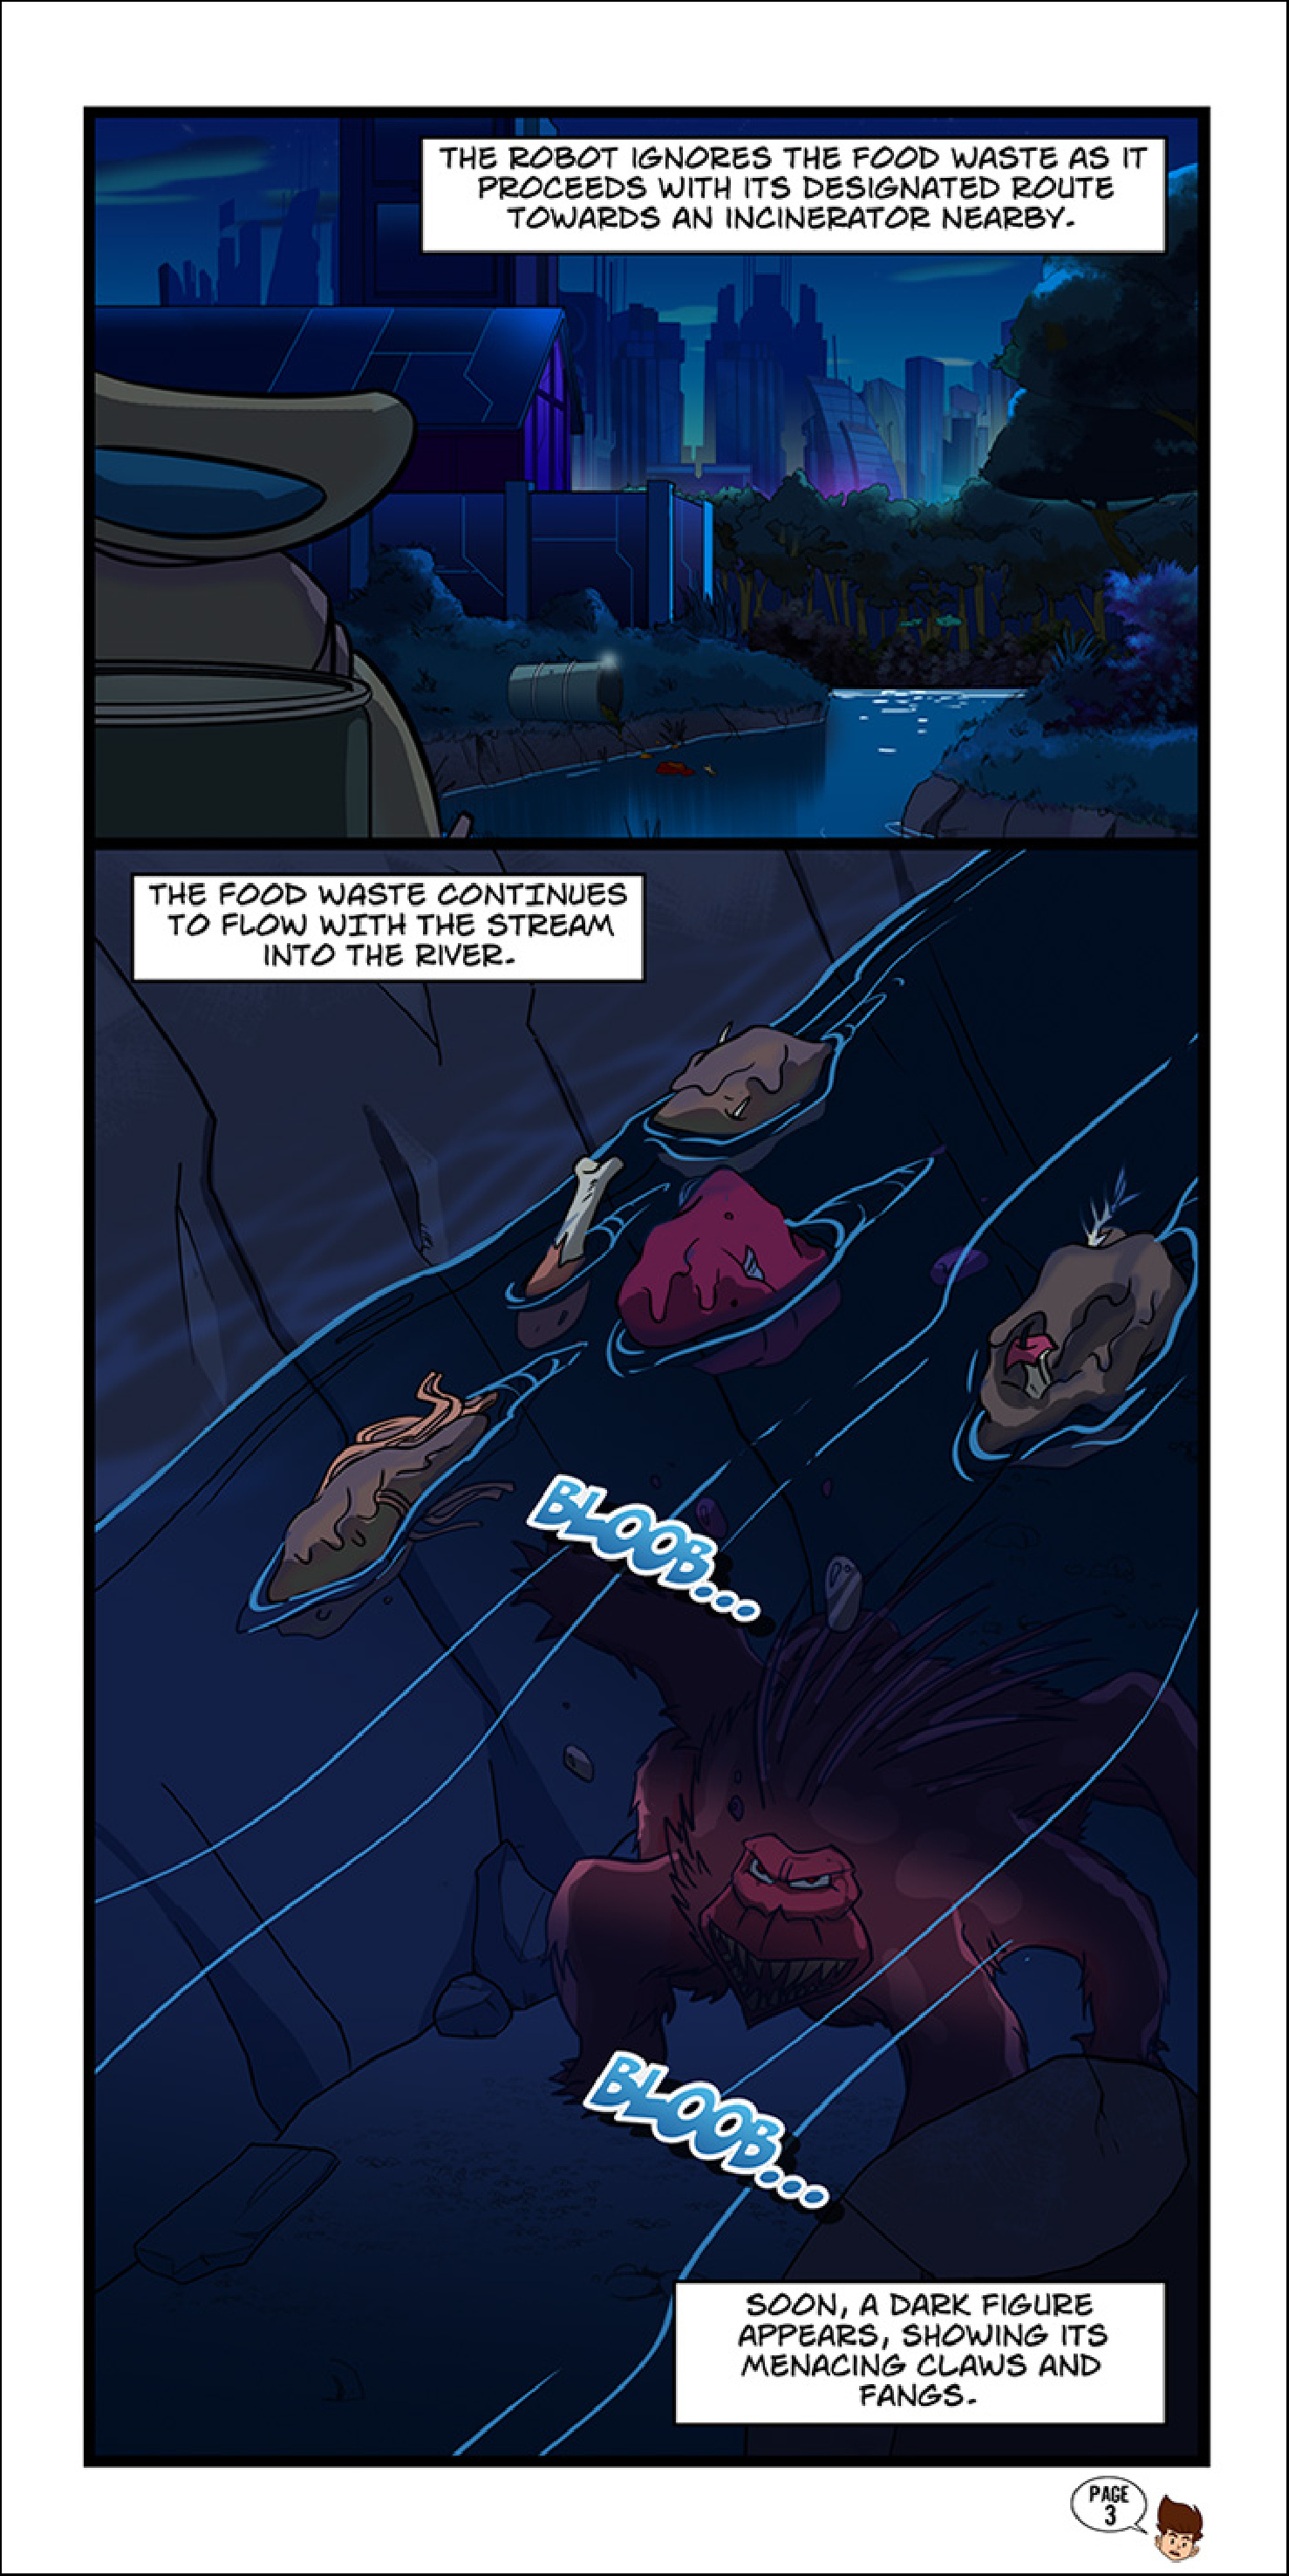 THE ROBOT IGNORES THE FOOD WASTE AS IT
PROCEEDS WITH ITS DESIGNATED ROUTE
TOWARDS AN INCINERATOR NEARBY.
THE FOOD WASTE CONTINUES
TO FLOW WITH THE STREAM
INTO THE RIVER.
BLOOB...
BLOOB...
SOON, A DARK FIGURE
APPEARS, SHOWING ITS
MENACING CLAWS AND
FANGS.
PAGE
3